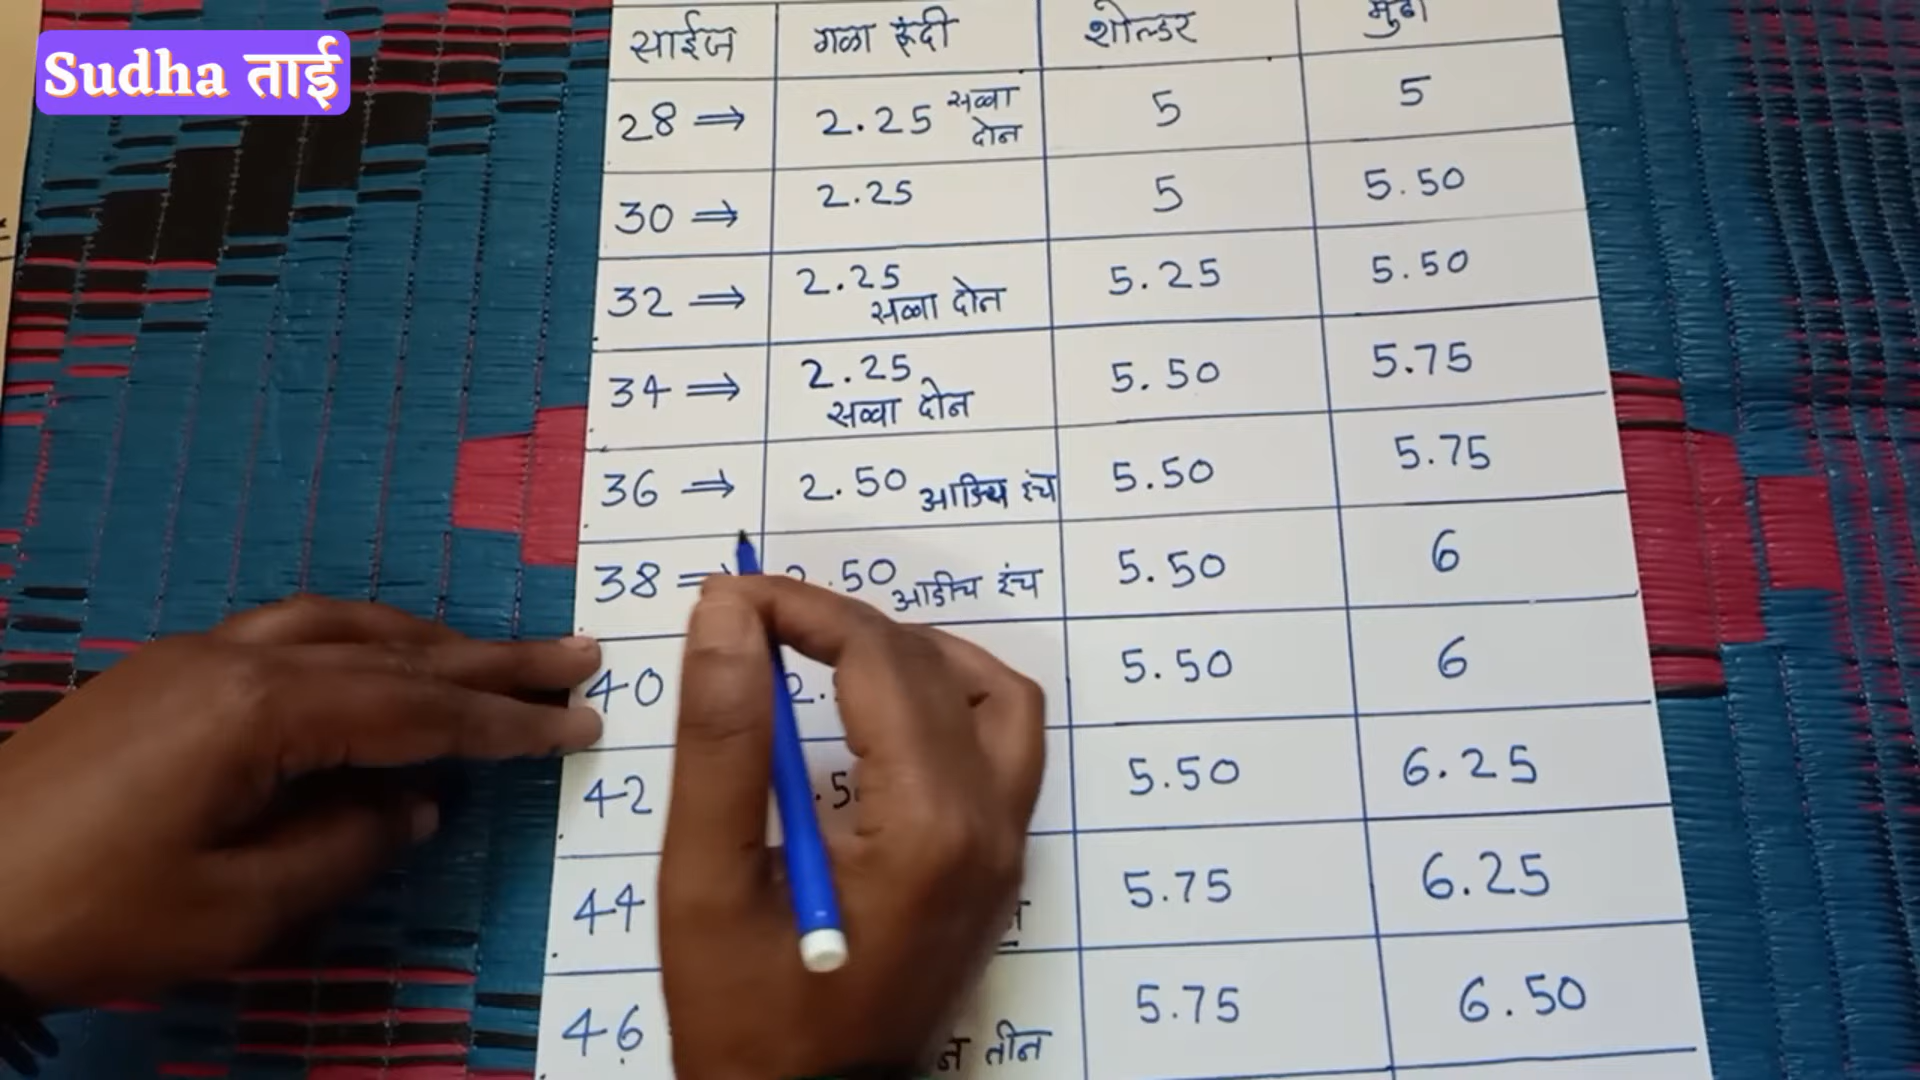 Sudha ताई
साईज गळा रूंदी शोल्डर मुंढा
28 ⇒ 2.25 सव्वा दोन 5 5
30 ⇒ 2.25 5 5.50
32 ⇒ 2.25 सव्वा दोन 5.25 5.50
34 ⇒ 2.25 सव्वा दोन 5.50 5.75
36 ⇒ 2.50 आडिच इंच 5.50 5.75
38 ⇒ 2.50 आडीच इंच 5.50 6
40 5.50 6
42 5.50 6.25
44 5.75 6.25
46 तीन 5.75 6.50